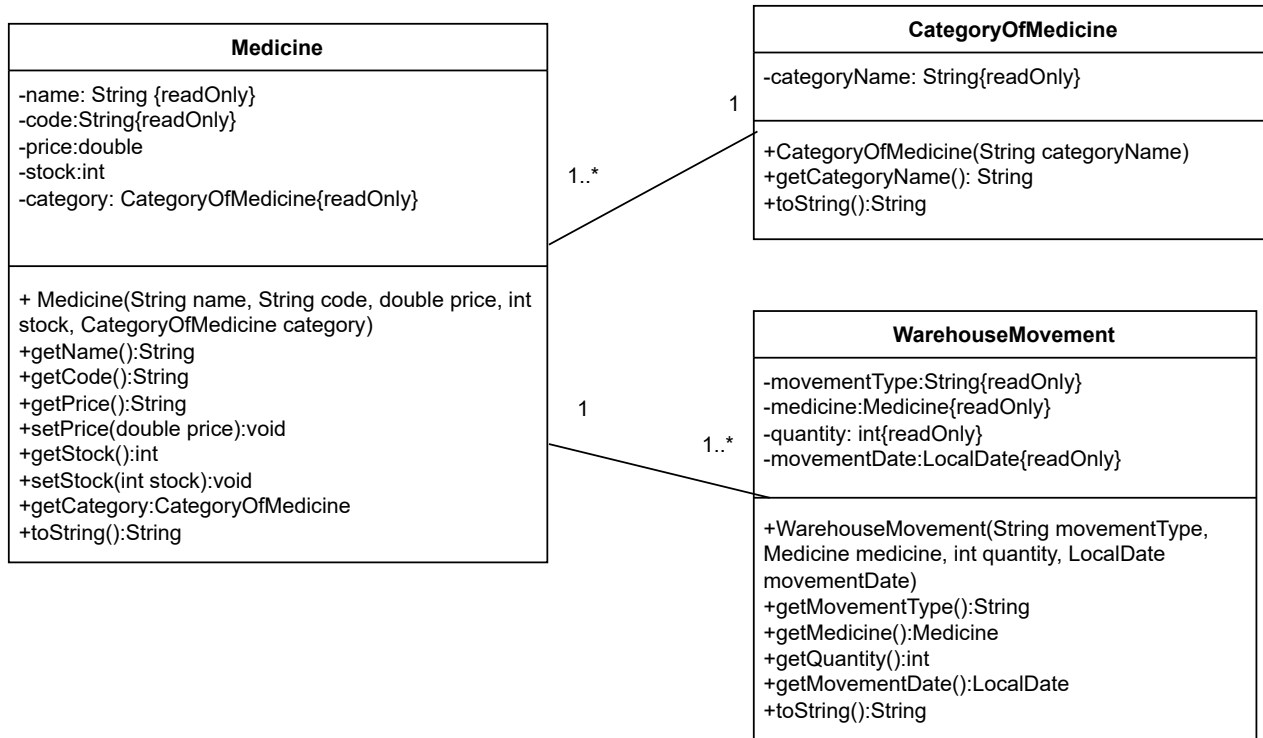 Medicine
-name: String {readOnly}
-code:String{readOnly}
-price:double
-stock:int
-category: CategoryOfMedicine{readOnly}
+ Medicine(String name, String code, double price, int
stock, CategoryOfMedicine category)
+getName():String
+getCode():String
+getPrice():String
+setPrice(double price):void
+getStock():int
+setStock(int stock):void
+getCategory:CategoryOfMedicine
+toString():String
1
1..*
1
1..*
CategoryOfMedicine
-categoryName: String{readOnly}
+CategoryOfMedicine(String categoryName)
+getCategoryName(): String
+toString():String
WarehouseMovement
-movementType:String{readOnly}
-medicine:Medicine{readOnly}
-quantity: int{readOnly}
-movementDate:LocalDate{readOnly}
+WarehouseMovement(String movementType,
Medicine medicine, int quantity, LocalDate
movementDate)
+getMovementType():String
+getMedicine():Medicine
+getQuantity():int
+getMovementDate():LocalDate
+toString():String